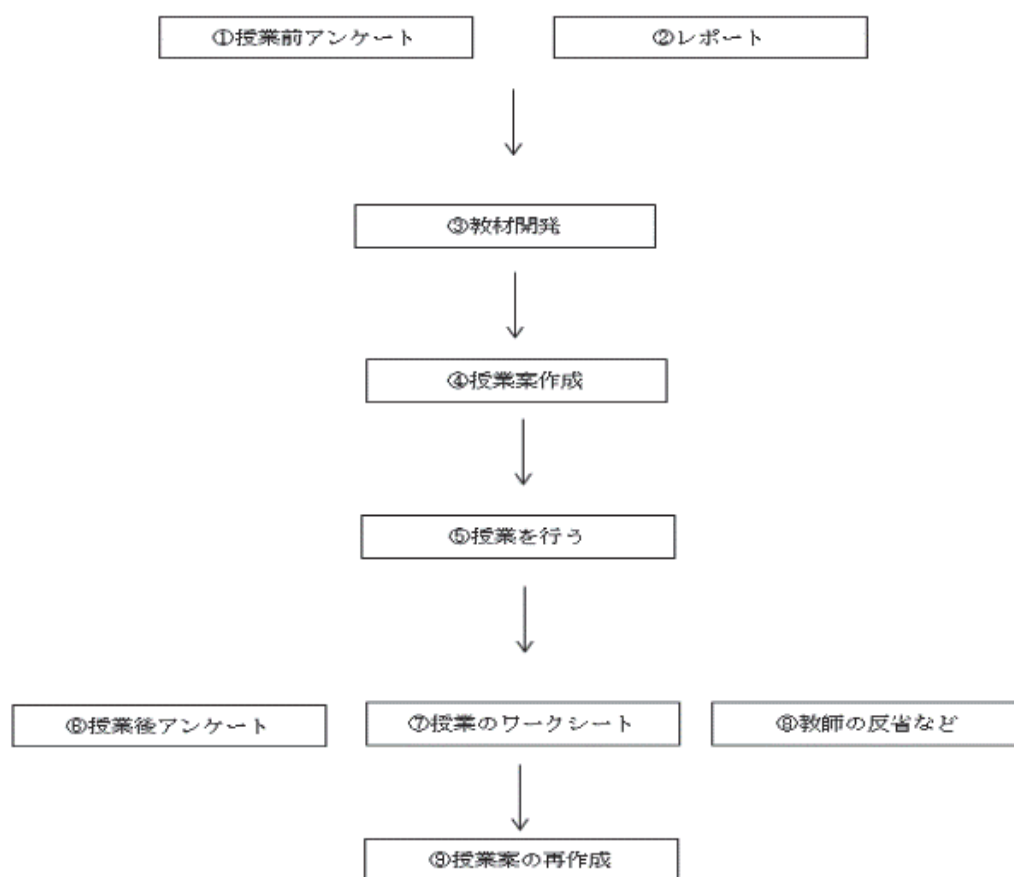 ①授業前アンケート
②レポート
③教材開発
④授業案作成
⑤授業を行う
⑥授業後アンケート
⑦授業のワークシート
⑧教師の反省など
⑨授業案の再作成